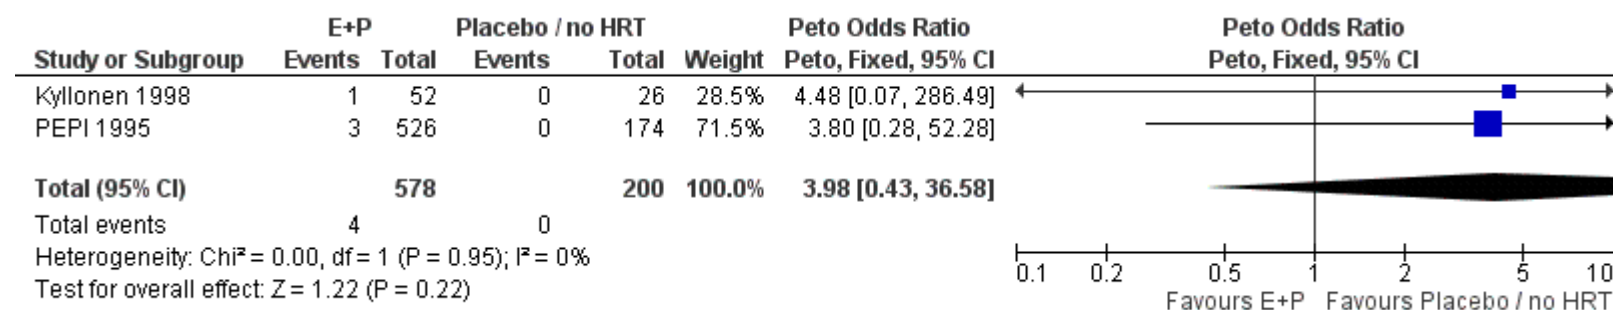 E+P Placebo / no HRT Peto Odds Ratio Peto Odds Ratio
Study or Subgroup Events Total Events Total Weight Peto, Fixed, 95% CI Peto, Fixed, 95% CI
Kyllonen 1998 1 52 0 26 28.5% 4.48 [0.07, 286.49]
PEPI 1995 3 526 0 174 71.5% 3.80 [0.28, 52.28]
Total (95% CI) 578 200 100.0% 3.98 [0.43, 36.58]
Total events 4 0
Heterogeneity: Chi² = 0.00, df = 1 (P = 0.95); I² = 0%
Test for overall effect: Z = 1.22 (P = 0.22)
0.1 0.2 0.5 1 2 5 10
Favours E+P Favours Placebo / no HRT